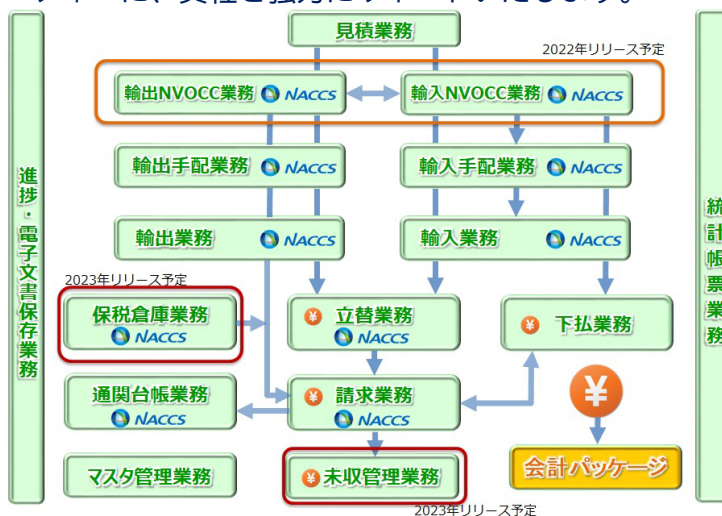 見積業務
2022年リリース予定
輸出NVOCC業務 NACCS
輸入NVOCC業務 NACCS
輸出手配業務 NACCS
輸入手配業務 NACCS
輸出業務 NACCS
輸入業務 NACCS
進捗・電子文書保存業務
統計帳票業務
2023年リリース予定
保税倉庫業務
NACCS
¥ 立替業務
NACCS
¥ 下払業務
通関台帳業務
NACCS
¥ 請求業務
NACCS
¥
マスタ管理業務
¥ 未収管理業務
会計パッケージ
2023年リリース予定